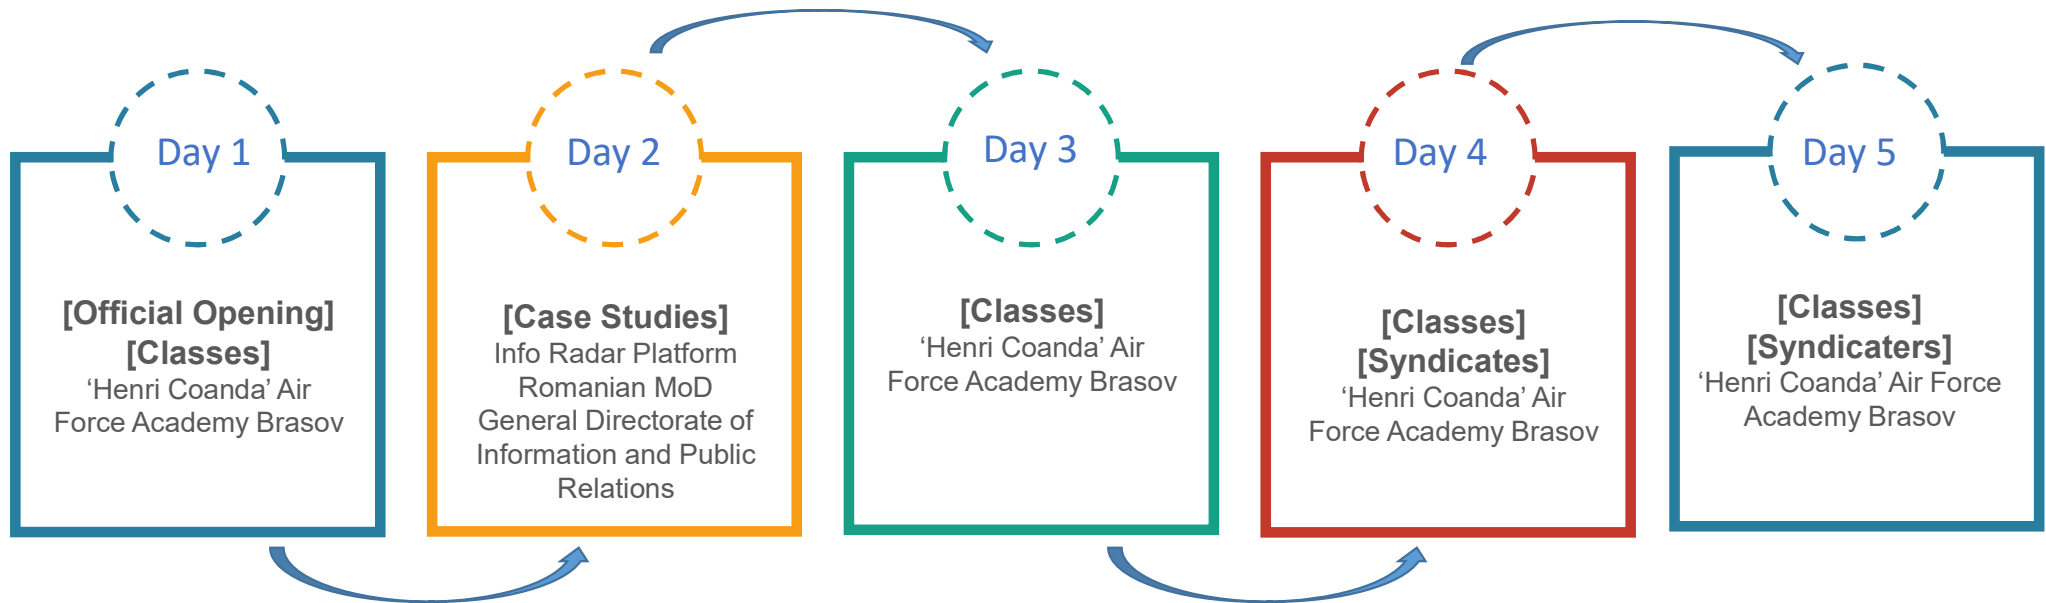 Day 1
[Official Opening]
[Classes]
‘Henri Coanda’ Air
Force Academy Brasov
Day 2
[Case Studies]
Info Radar Platform
Romanian MoD
General Directorate of
Information and Public
Relations
Day 3
[Classes]
‘Henri Coanda’ Air
Force Academy Brasov
Day 4
[Classes]
[Syndicates]
‘Henri Coanda’ Air
Force Academy Brasov
Day 5
[Classes]
[Syndicaters]
‘Henri Coanda’ Air Force
Academy Brasov